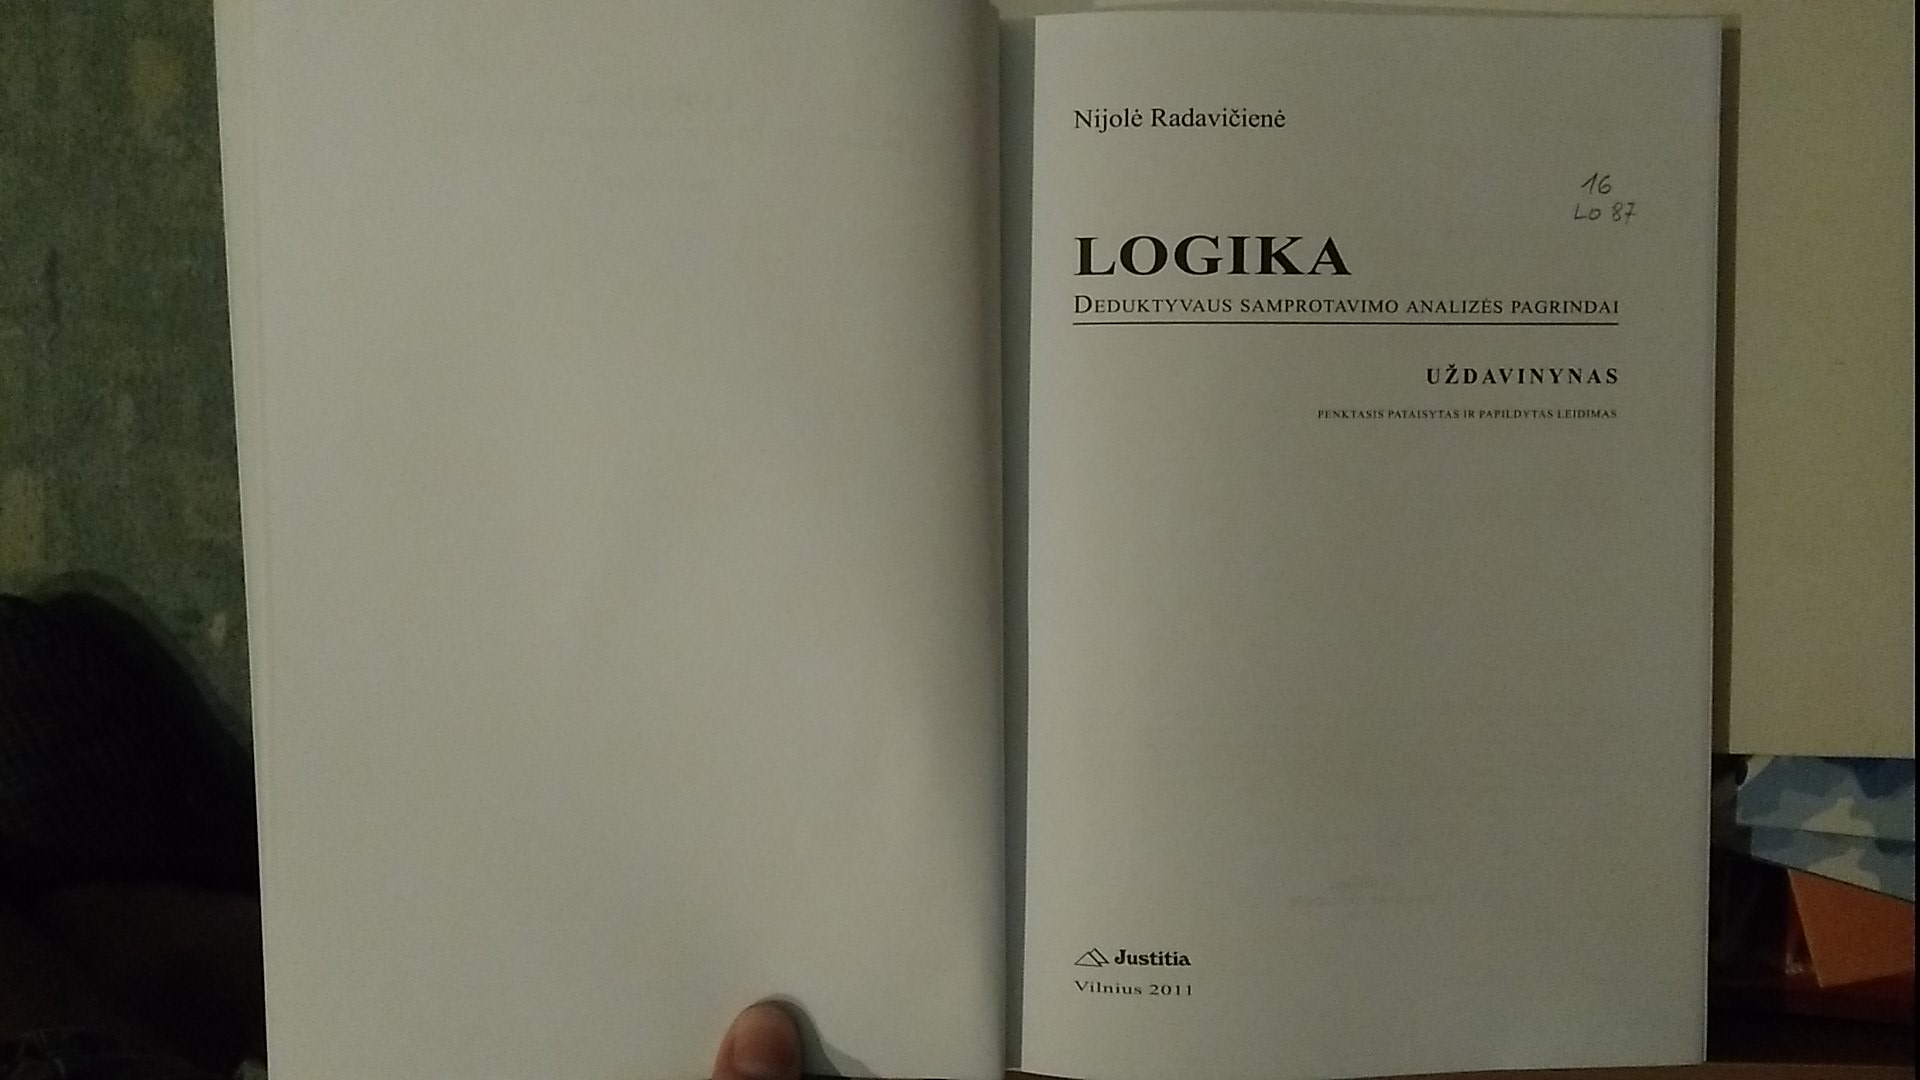 Nijolė Radavičienė
16
Lo 87
LOGIKA
DEDUKTYVAUS SAMPROTAVIMO ANALIZĖS PAGRINDAI
UŽDAVINYNAS
PENKTASIS PATAISYTAS IR PAPILDYTAS LEIDIMAS
Justitia
Vilnius 2011